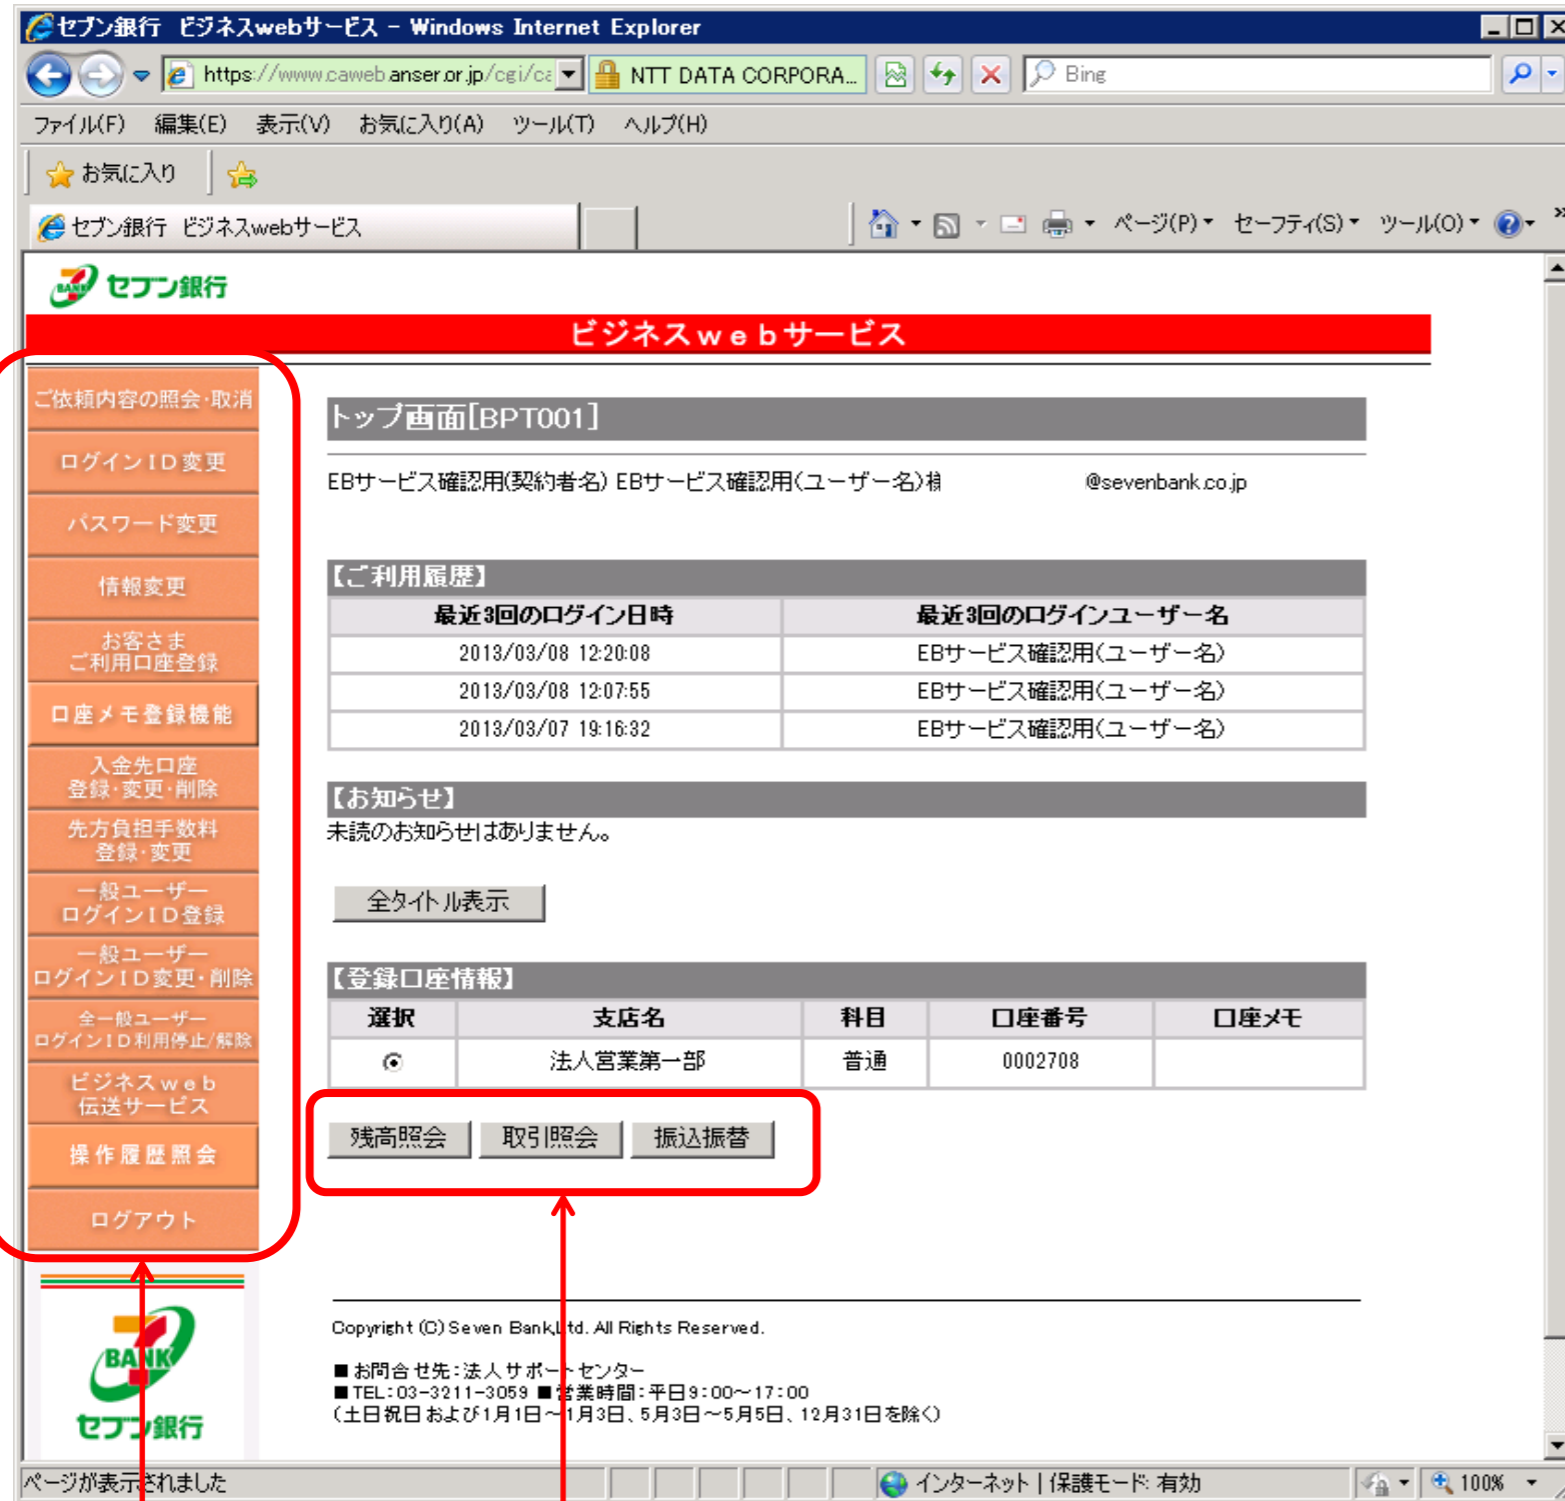 セブン銀行　ビジネスwebサービス - Windows Internet Explorer
https://www.caweb.anser.or.jp/cgi/ca
NTT DATA CORPORA...
Bing
ファイル(F)　編集(E)　表示(V)　お気に入り(A)　ツール(T)　ヘルプ(H)
お気に入り
セブン銀行　ビジネスwebサービス
ページ(P)　セーフティ(S)　ツール(O)
BANK セブン銀行
ビジネスｗｅｂサービス
ご依頼内容の照会・取消
ログインＩＤ変更
パスワード変更
情報変更
お客さま
ご利用口座登録
口座メモ登録機能
入金先口座
登録・変更・削除
先方負担手数料
登録・変更
一般ユーザー
ログインＩＤ登録
一般ユーザー
ログインＩＤ変更・削除
全一般ユーザー
ログインＩＤ利用停止/解除
ビジネスｗｅｂ
伝送サービス
操作履歴照会
ログアウト
BANK
セブン銀行
トップ画面[BPT001]
EBサービス確認用(契約者名) EBサービス確認用(ユーザー名)様　@sevenbank.co.jp
【ご利用履歴】
最近3回のログイン日時　最近3回のログインユーザー名
2013/03/08 12:20:08　EBサービス確認用(ユーザー名)
2013/03/08 12:07:55　EBサービス確認用(ユーザー名)
2013/03/07 19:16:32　EBサービス確認用(ユーザー名)
【お知らせ】
未読のお知らせはありません。
全タイトル表示
【登録口座情報】
選択　支店名　科目　口座番号　口座メモ
法人営業第一部　普通　0002708
残高照会　取引照会　振込振替
Copyright (C) Seven Bank,Ltd. All Rights Reserved.
■お問合せ先：法人サポートセンター
■TEL：03-3211-3059 ■営業時間：平日9：00～17：00
（土日祝日および1月1日～1月3日、5月3日～5月5日、12月31日を除く）
ページが表示されました　インターネット | 保護モード: 有効　100%